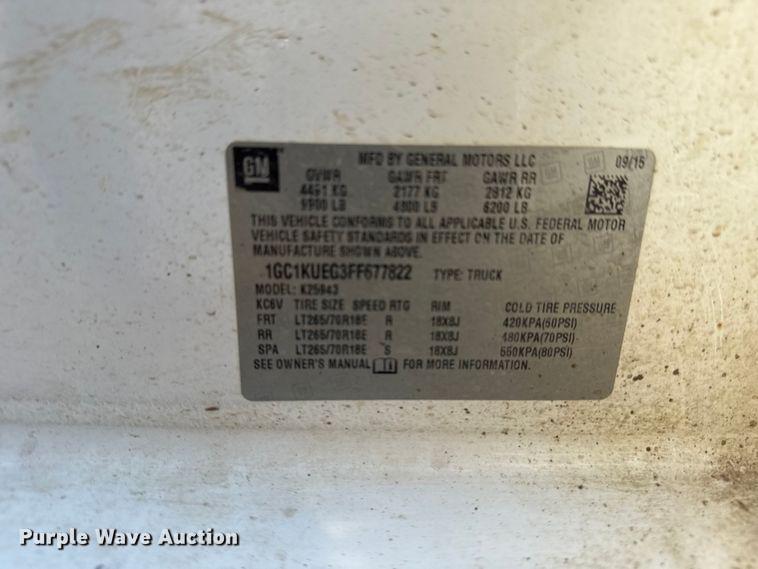 GM
MFD BY GENERAL MOTORS LLC 09/15
GVWR GAWR FRT GAWR RR
4491 KG 2177 KG 2812 KG
9900 LB 4800 LB 6200 LB
THIS VEHICLE CONFORMS TO ALL APPLICABLE U.S. FEDERAL MOTOR
VEHICLE SAFETY STANDARDS IN EFFECT ON THE DATE OF
MANUFACTURE SHOWN ABOVE.
1GC1KUEG3FF677822 TYPE: TRUCK
MODEL: K25943
KC6V TIRE SIZE SPEED RTG RIM COLD TIRE PRESSURE
FRT LT265/70R18E R 18X8J 420KPA(60PSI)
RR LT265/70R18E R 18X8J 480KPA(70PSI)
SPA LT265/70R18E S 18X8J 550KPA(80PSI)
SEE OWNER'S MANUAL FOR MORE INFORMATION.
Purple Wave Auction